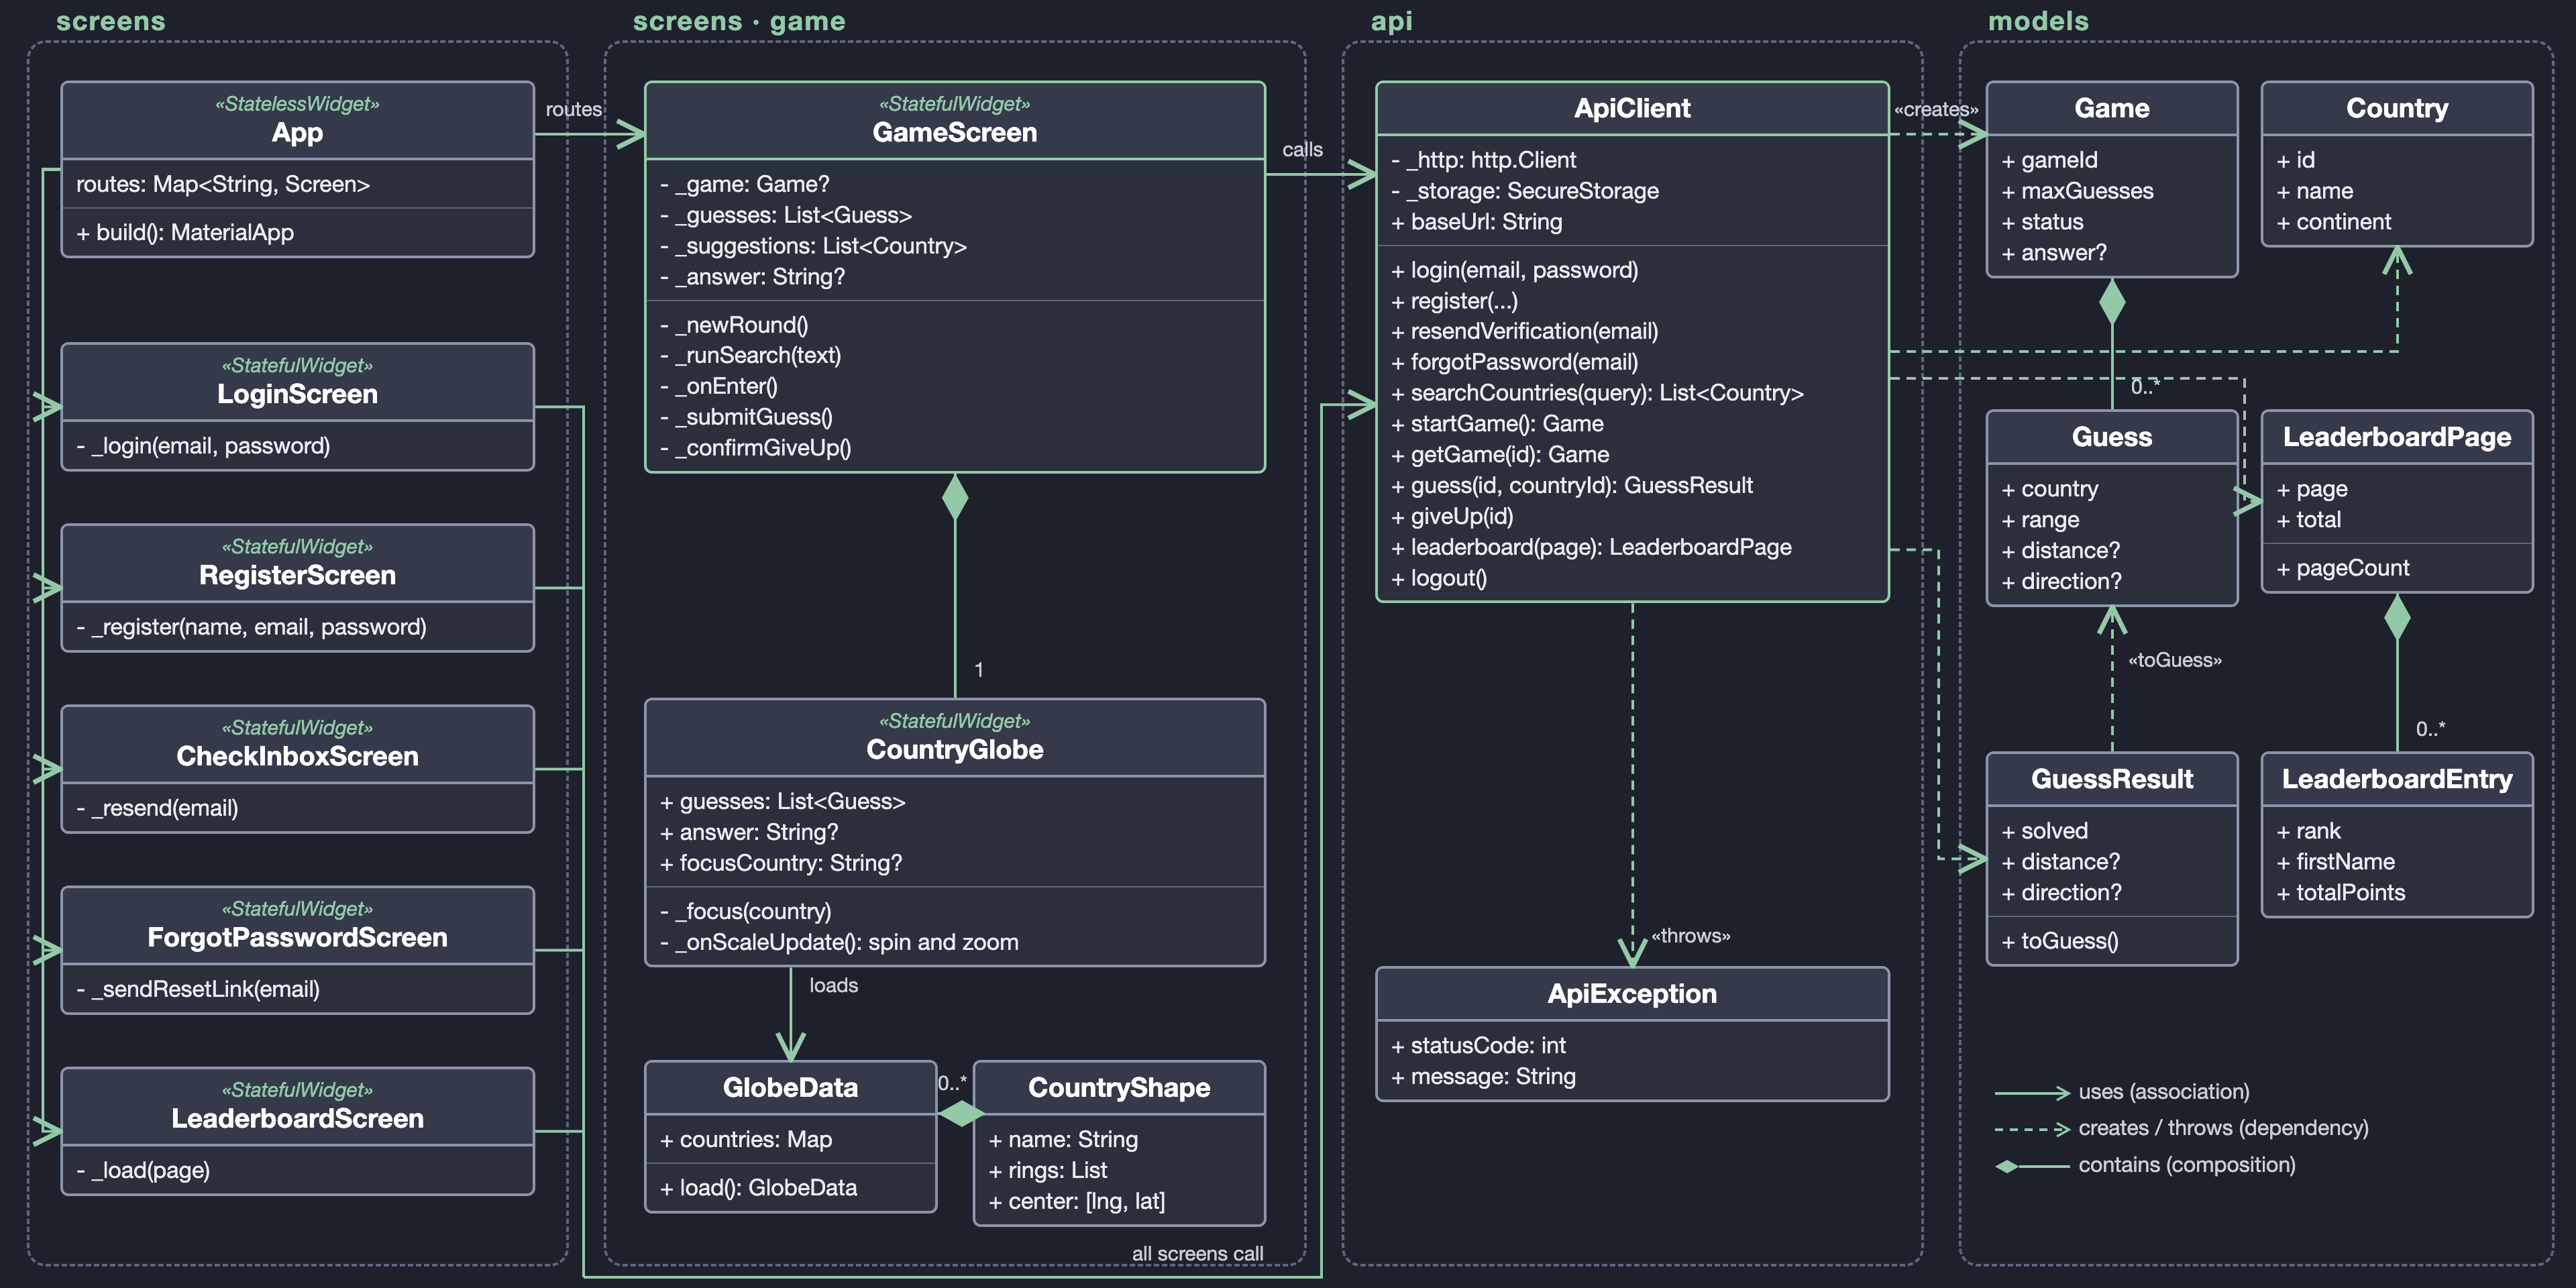 screens
«StatelessWidget»
App
routes: Map<String, Screen>
+ build(): MaterialApp
«StatefulWidget»
LoginScreen
- _login(email, password)
«StatefulWidget»
RegisterScreen
- _register(name, email, password)
«StatefulWidget»
CheckInboxScreen
- _resend(email)
«StatefulWidget»
ForgotPasswordScreen
- _sendResetLink(email)
«StatefulWidget»
LeaderboardScreen
- _load(page)
routes
screens · game
«StatefulWidget»
GameScreen
- _game: Game?
- _guesses: List<Guess>
- _suggestions: List<Country>
- _answer: String?
- _newRound()
- _runSearch(text)
- _onEnter()
- _submitGuess()
- _confirmGiveUp()
1
«StatefulWidget»
CountryGlobe
+ guesses: List<Guess>
+ answer: String?
+ focusCountry: String?
- _focus(country)
- _onScaleUpdate(): spin and zoom
loads
GlobeData
+ countries: Map
+ load(): GlobeData
0..*
CountryShape
+ name: String
+ rings: List
+ center: [lng, lat]
all screens call
calls
api
ApiClient
- _http: http.Client
- _storage: SecureStorage
+ baseUrl: String
+ login(email, password)
+ register(...)
+ resendVerification(email)
+ forgotPassword(email)
+ searchCountries(query): List<Country>
+ startGame(): Game
+ getGame(id): Game
+ guess(id, countryId): GuessResult
+ giveUp(id)
+ leaderboard(page): LeaderboardPage
+ logout()
«throws»
ApiException
+ statusCode: int
+ message: String
«creates»
models
Game
+ gameId
+ maxGuesses
+ status
+ answer?
Country
+ id
+ name
+ continent
0..*
Guess
+ country
+ range
+ distance?
+ direction?
LeaderboardPage
+ page
+ total
+ pageCount
«toGuess»
0..*
GuessResult
+ solved
+ distance?
+ direction?
+ toGuess()
LeaderboardEntry
+ rank
+ firstName
+ totalPoints
uses (association)
creates / throws (dependency)
contains (composition)